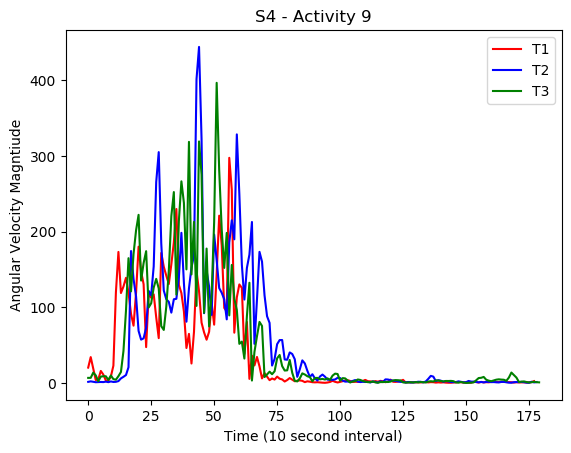 S4 - Activity 9
T1
T2
T3
400
300
200
100
0
Angular Velocity Magntiude
0 25 50 75 100 125 150 175
Time (10 second interval)